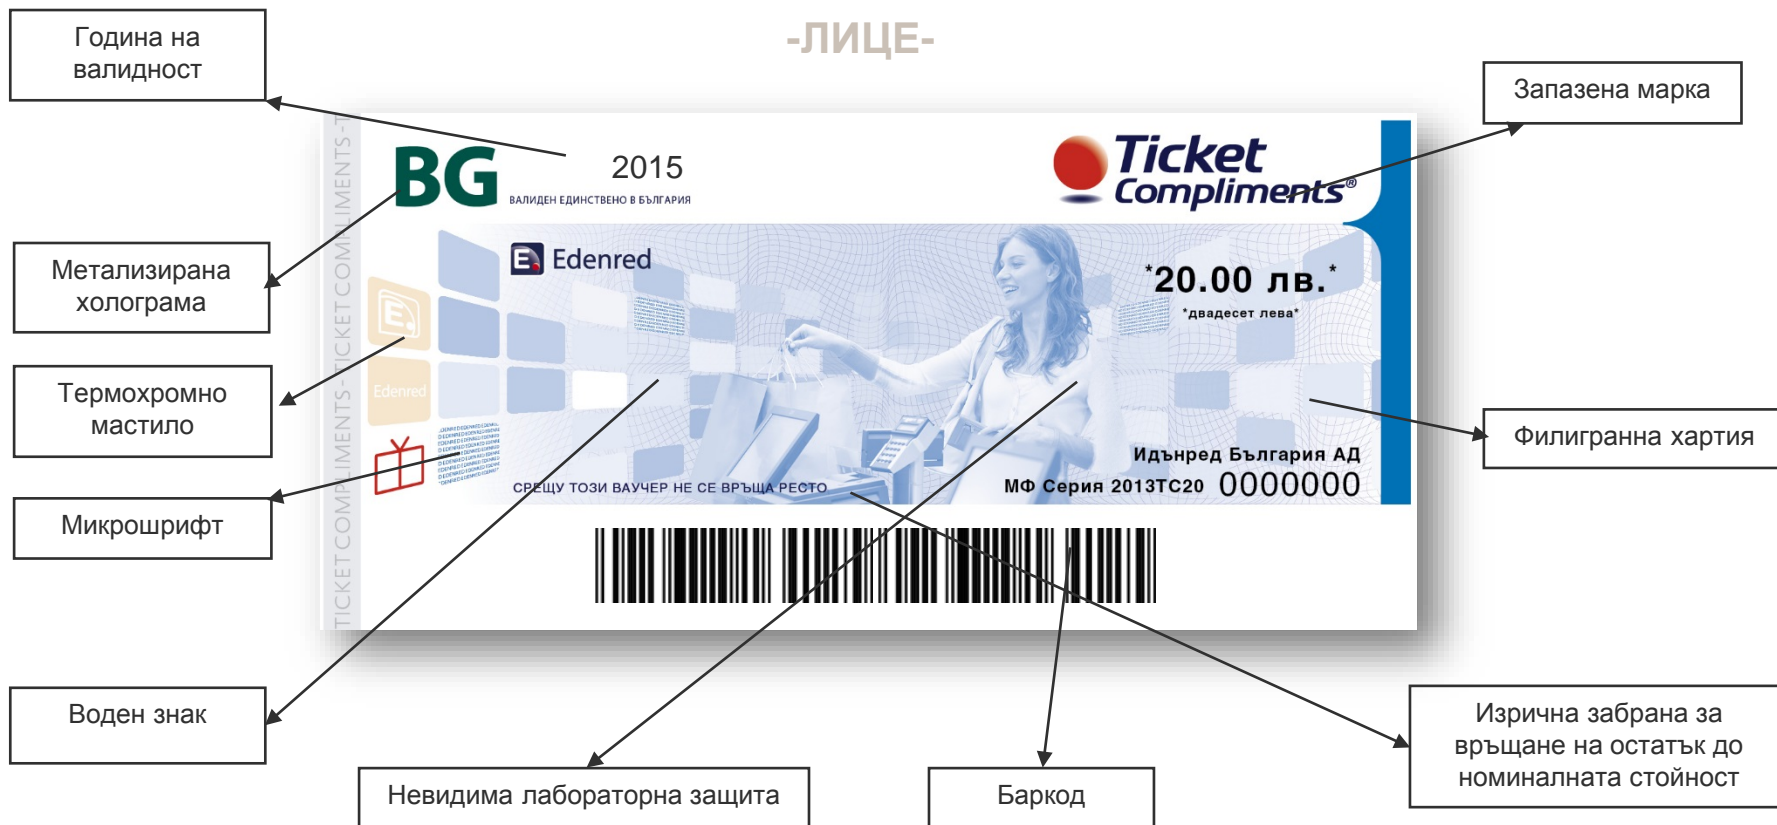 -ЛИЦЕ-
Година на
валидност
Запазена марка
BG
2015
ВАЛИДЕН ЕДИНСТВЕНО В БЪЛГАРИЯ
Ticket
Compliments®
TICKET COMPLIMENTS-TICKET COMPLIMENTS-T
Метализирана
холограма
E. Edenred
*20.00 лв.*
*двадесет лева*
E.
Edenred
Термохромно
мастило
Филигранна хартия
Микрошрифт
Идънред България АД
СРЕЩУ ТОЗИ ВАУЧЕР НЕ СЕ ВРЪЩА РЕСТО
МФ Серия 2013TC20 0000000
Воден знак
Невидима лабораторна защита
Баркод
Изрична забрана за
връщане на остатък до
номиналната стойност